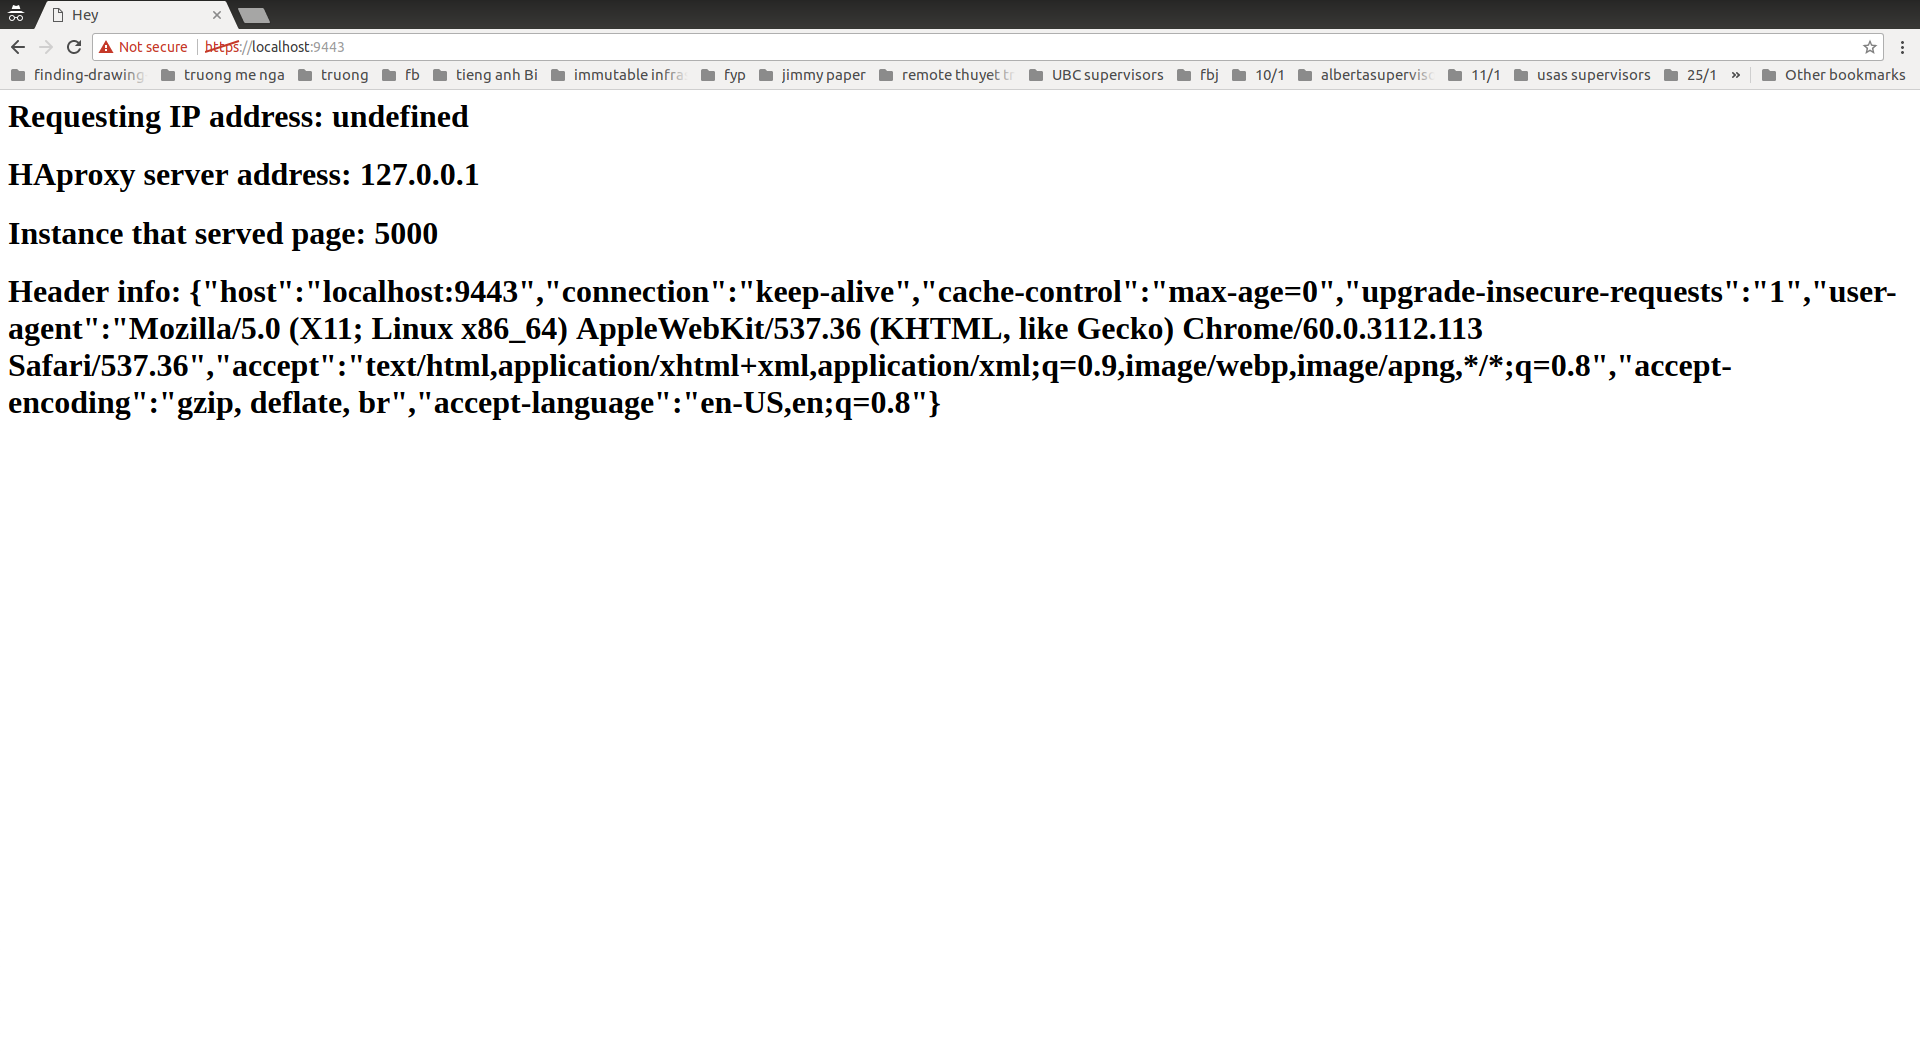 Hey
Not secure https://localhost:9443
finding-drawing truong me nga truong fb tieng anh Bi immutable infra fyp jimmy paper remote thuyet tr UBC supervisors fbj 10/1 albertasupervisc 11/1 usas supervisors 25/1 » Other bookmarks
Requesting IP address: undefined
HAproxy server address: 127.0.0.1
Instance that served page: 5000
Header info: {"host":"localhost:9443","connection":"keep-alive","cache-control":"max-age=0","upgrade-insecure-requests":"1","user-
agent":"Mozilla/5.0 (X11; Linux x86_64) AppleWebKit/537.36 (KHTML, like Gecko) Chrome/60.0.3112.113
Safari/537.36","accept":"text/html,application/xhtml+xml,application/xml;q=0.9,image/webp,image/apng,*/*;q=0.8","accept-
encoding":"gzip, deflate, br","accept-language":"en-US,en;q=0.8"}